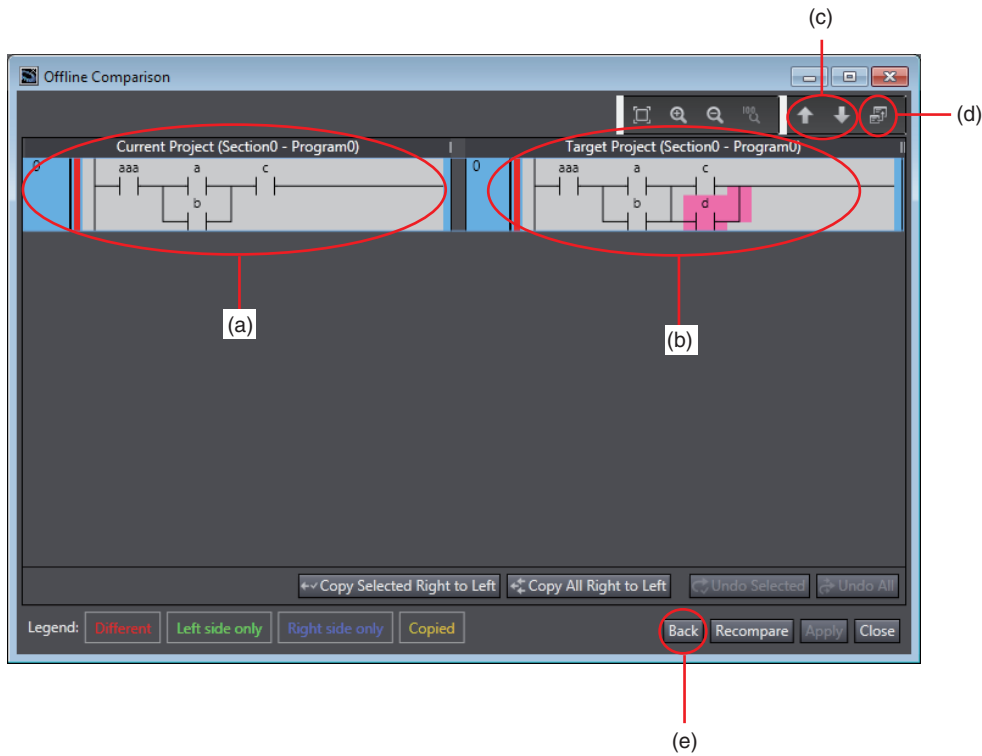 (c)
Offline Comparison
(d)
100
Current Project (Section0 - Program0)
Target Project (Section0 - Program0)
0
aaa a c
b
0
aaa a c
b d
(a)
(b)
Copy Selected Right to Left Copy All Right to Left Undo Selected Undo All
Legend: Different Left side only Right side only Copied Back Recompare Apply Close
(e)